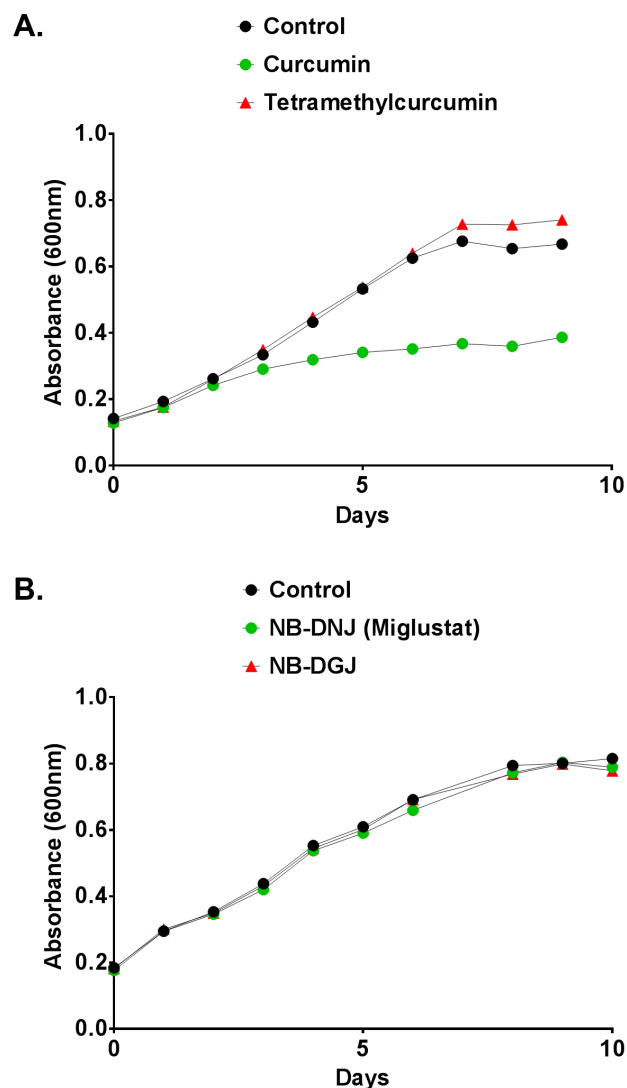 A.
Control
Curcumin
Tetramethylcurcumin
1.0
0.8
0.6
0.4
0.2
0.0
Absorbance (600nm)
0
5
10
Days
B.
Control
NB-DNJ (Miglustat)
NB-DGJ
1.0
0.8
0.6
0.4
0.2
0.0
Absorbance (600nm)
0
5
10
Days